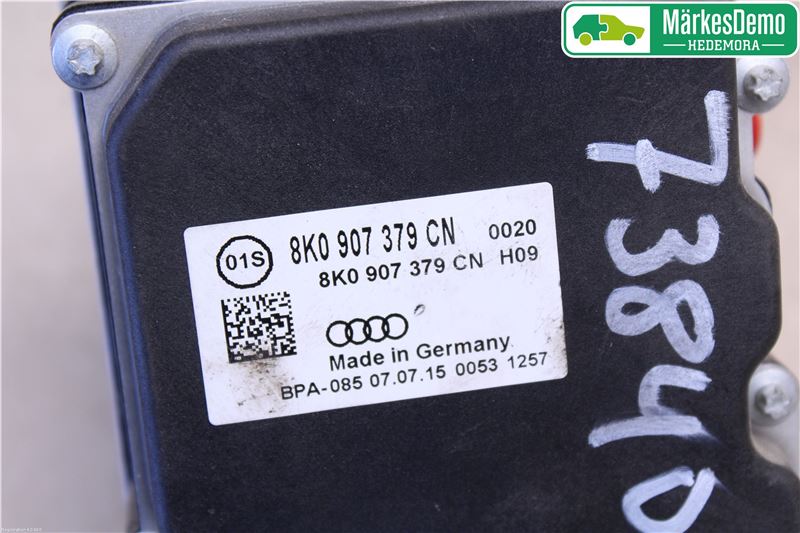 MärkesDemo
HEDEMORA
01S
8K0 907 379 CN 0020
8K0 907 379 CN H09
Made in Germany
BPA-085 07.07.15 0053 1257
7384